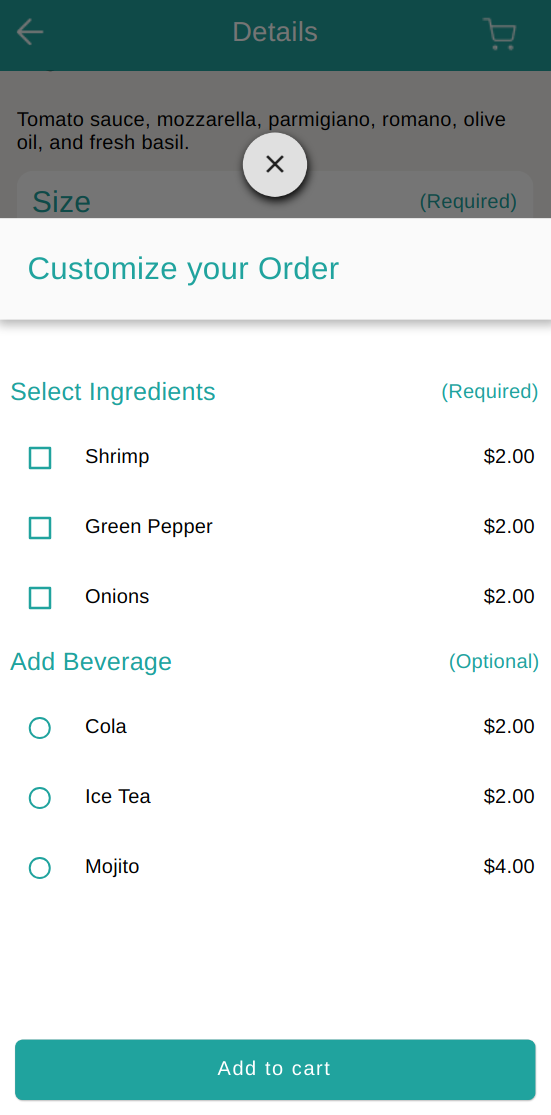 Details
Tomato sauce, mozzarella, parmigiano, romano, olive
oil, and fresh basil.
Size (Required)
Customize your Order
Select Ingredients (Required)
Shrimp $2.00
Green Pepper $2.00
Onions $2.00
Add Beverage (Optional)
Cola $2.00
Ice Tea $2.00
Mojito $4.00
Add to cart